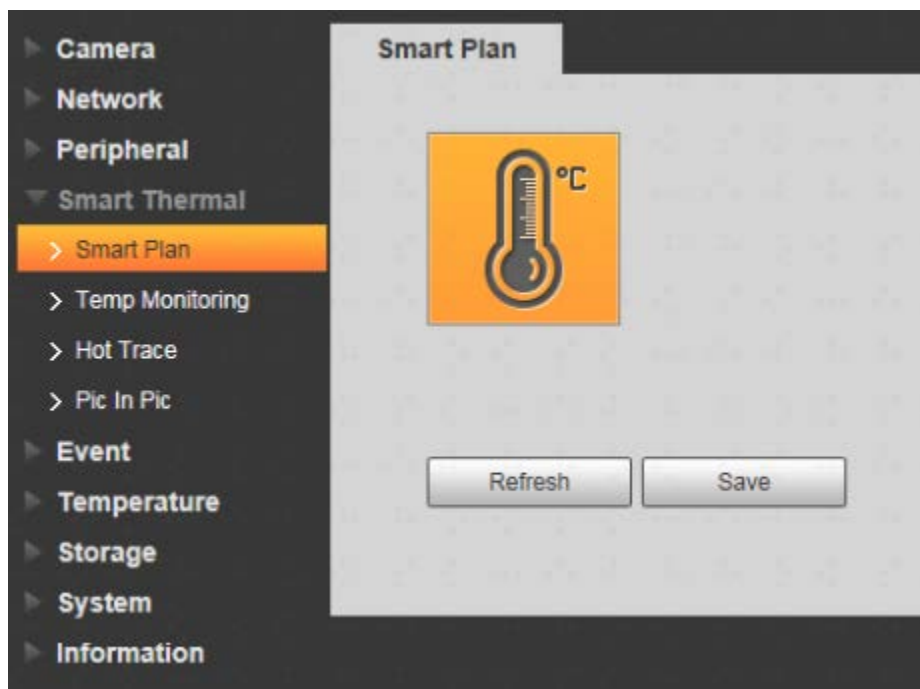 Camera
Network
Peripheral
Smart Thermal
Smart Plan
Temp Monitoring
Hot Trace
Pic In Pic
Event
Temperature
Storage
System
Information
Smart Plan
°C
Refresh Save